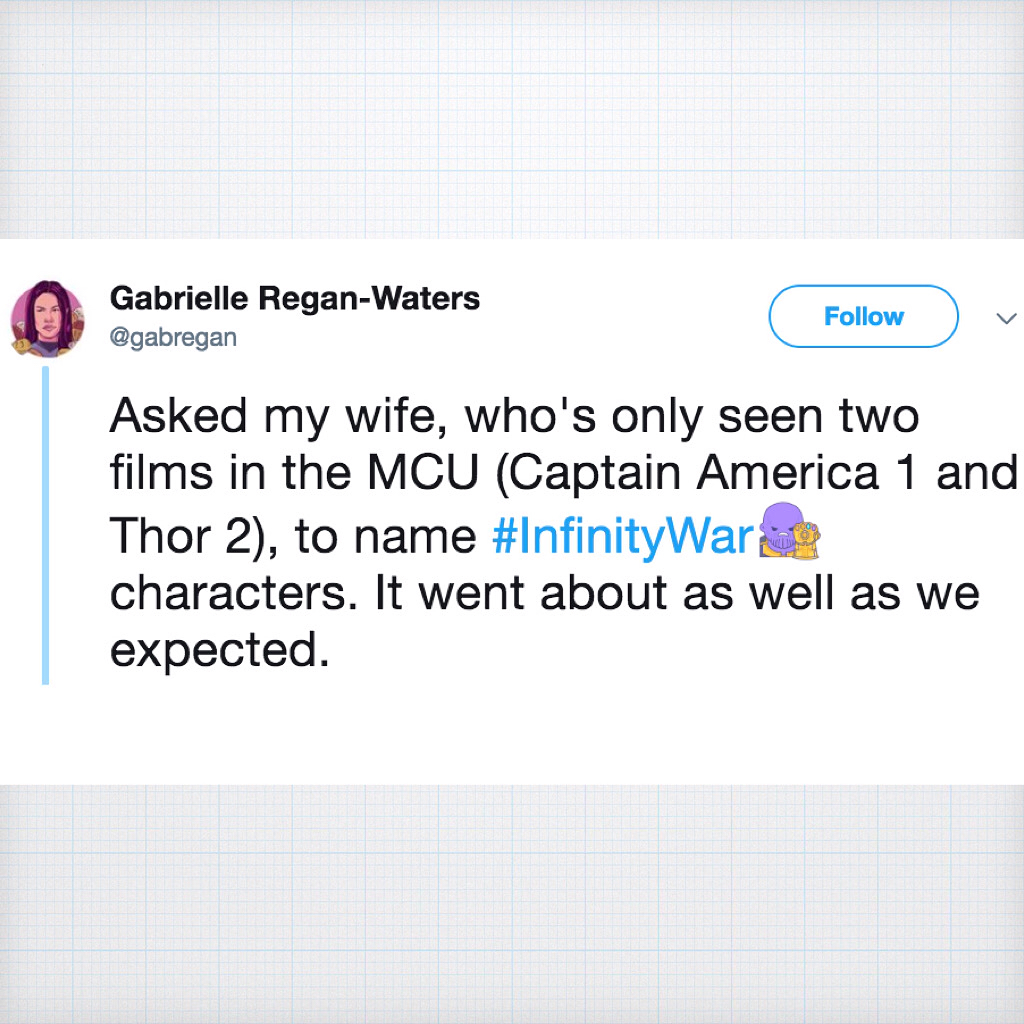 Gabrielle Regan-Waters
@gabregan
Follow
Asked my wife, who's only seen two
films in the MCU (Captain America 1 and
Thor 2), to name #InfinityWar
characters. It went about as well as we
expected.